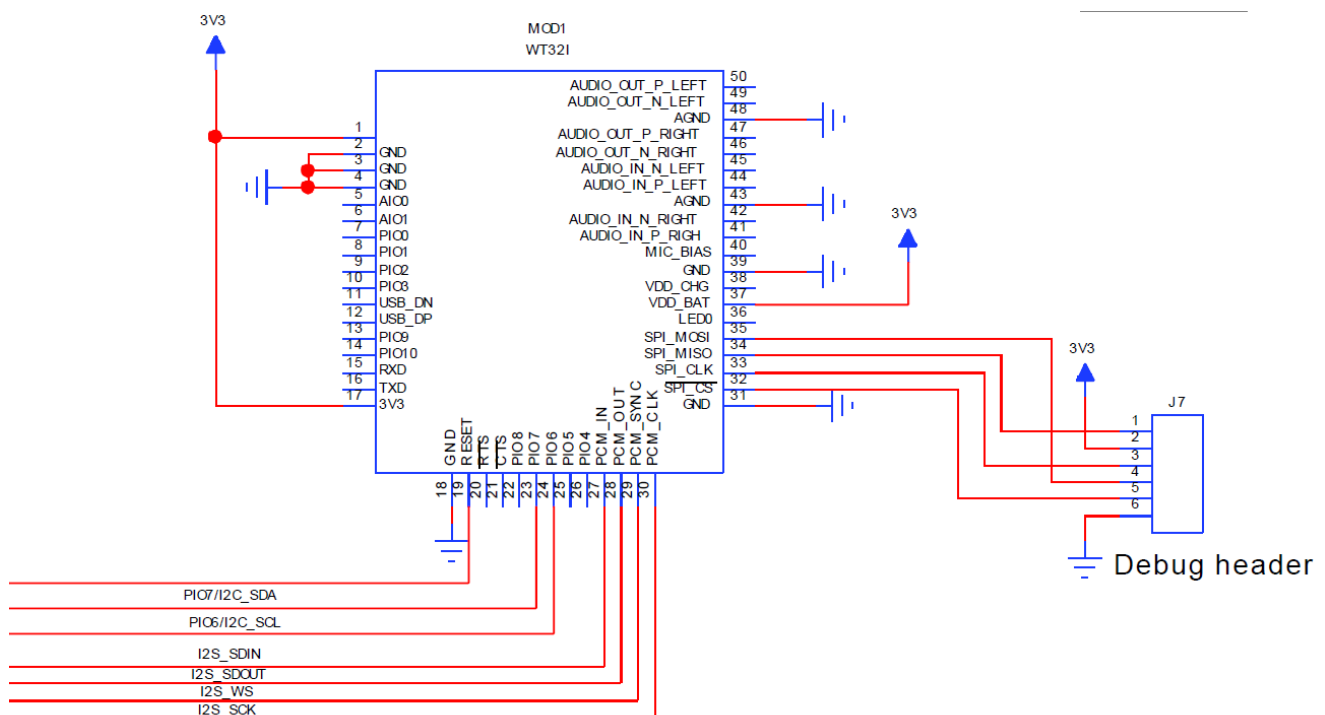 3V3
MOD1
WT32I
1
2
3
4
5
6
7
8
9
10
11
12
13
14
15
16
17
GND
GND
GND
AIO0
AIO1
PIO0
PIO1
PIO2
PIO3
USB_DN
USB_DP
PIO9
PIO10
RXD
TXD
3V3
AUDIO_OUT_P_LEFT
AUDIO_OUT_N_LEFT
AGND
AUDIO_OUT_P_RIGHT
AUDIO_OUT_N_RIGHT
AUDIO_IN_N_LEFT
AUDIO_IN_P_LEFT
AGND
AUDIO_IN_N_RIGHT
AUDIO_IN_P_RIGH
MIC_BIAS
GND
VDD_CHG
VDD_BAT
LED0
SPI_MOSI
SPI_MISO
SPI_CLK
SPI_CS
GND
50
49
48
47
46
45
44
43
42
41
40
39
38
37
36
35
34
33
32
31
GND
RESET
RTS
CTS
PIO8
PIO7
PIO6
PIO5
PIO4
PCM_IN
PCM_OUT
PCM_SYNC
PCM_CLK
18
19
20
21
22
23
24
25
26
27
28
29
30
3V3
3V3
J7
1
2
3
4
5
6
Debug header
PIO7/I2C_SDA
PIO6/I2C_SCL
I2S_SDIN
I2S_SDOUT
I2S_WS
I2S_SCK